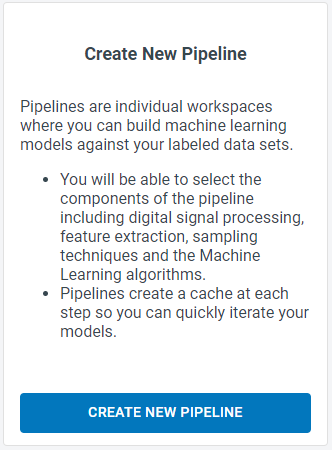 Create New Pipeline
Pipelines are individual workspaces
where you can build machine learning
models against your labeled data sets.
• You will be able to select the
components of the pipeline
including digital signal processing,
feature extraction, sampling
techniques and the Machine
Learning algorithms.
• Pipelines create a cache at each
step so you can quickly iterate your
models.
CREATE NEW PIPELINE